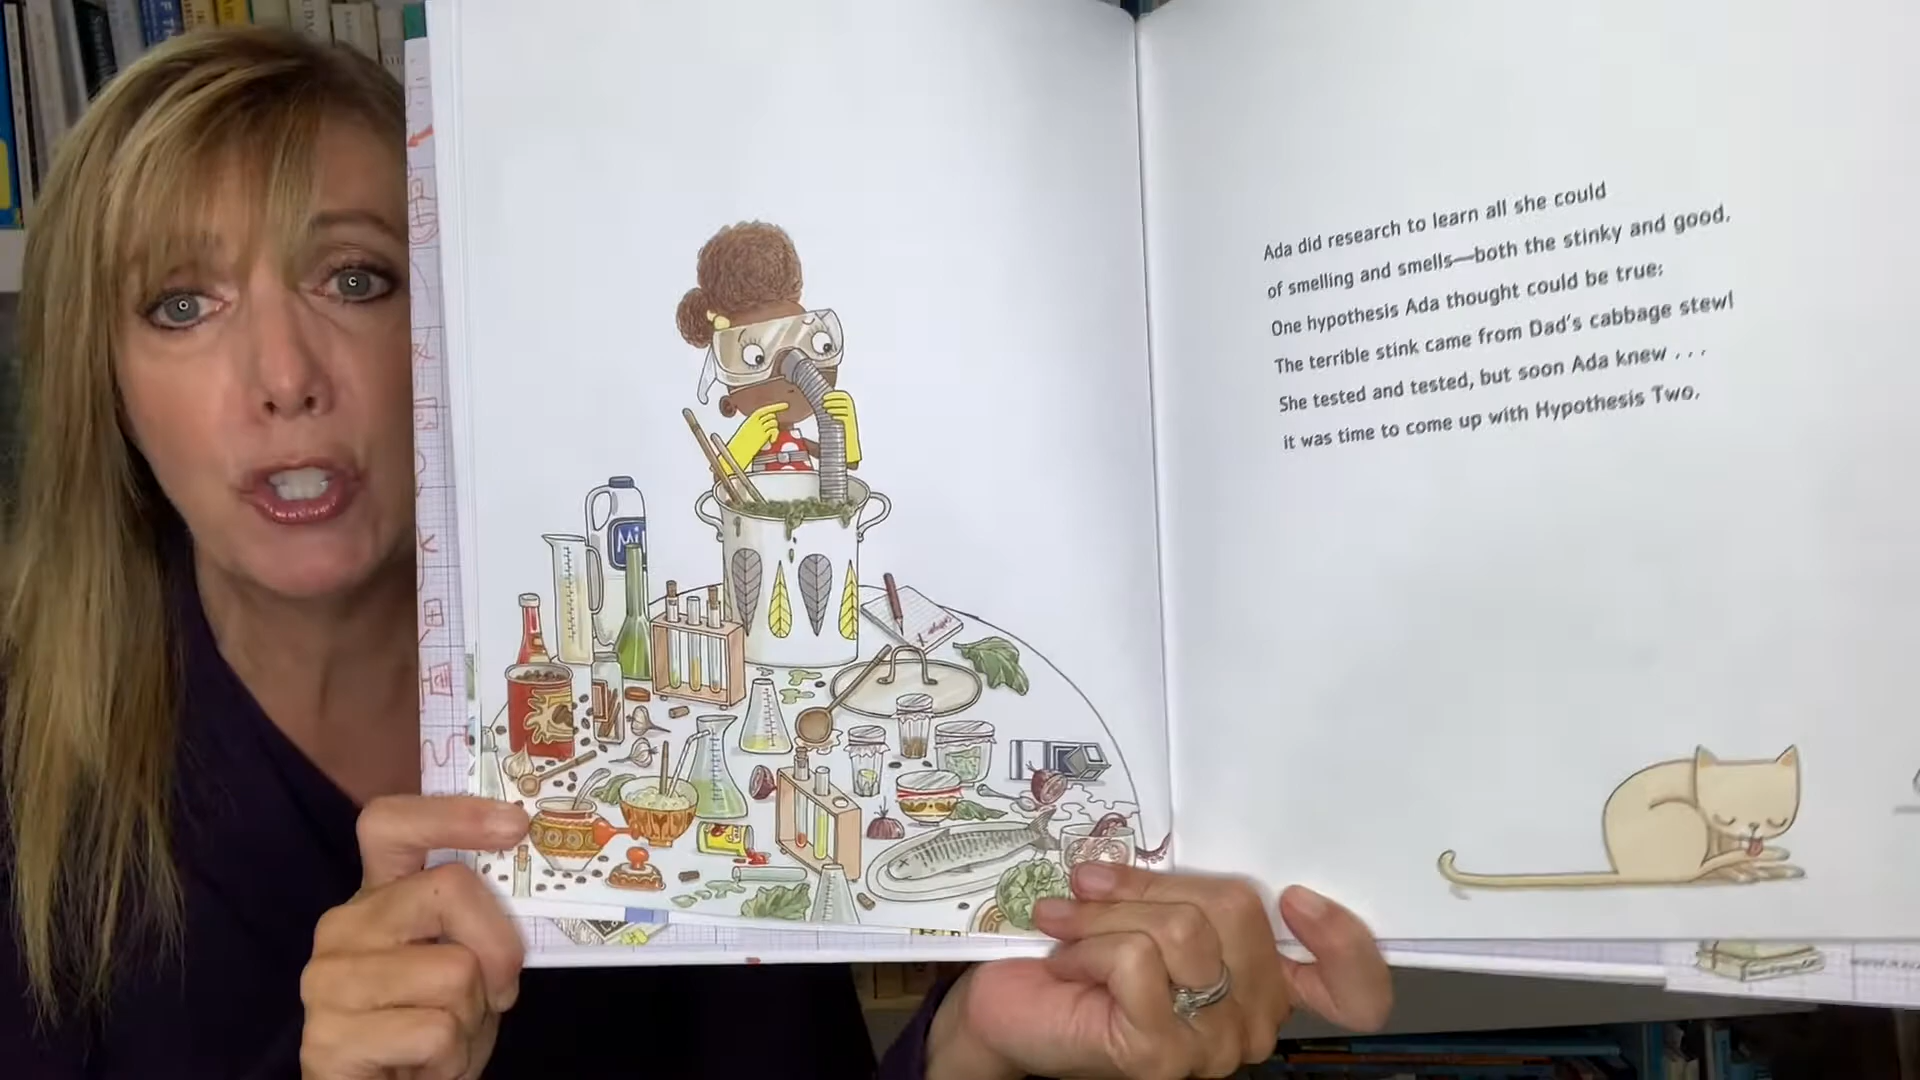 Mil
Ada did research to learn all she could
of smelling and smells—both the stinky and good.
One hypothesis Ada thought could be true:
The terrible stink came from Dad's cabbage stew!
She tested and tested, but soon Ada knew . . .
it was time to come up with Hypothesis Two.